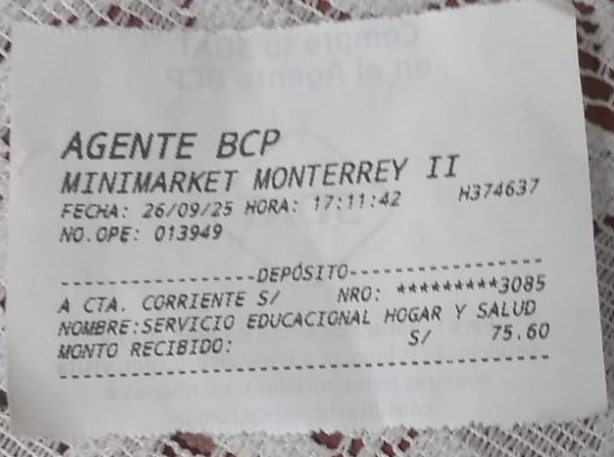 AGENTE BCP
MINIMARKET MONTERREY II
FECHA: 26/09/25 HORA: 17:11:42 H374637
NO.OPE: 013949
------------------DEPÓSITO------------------
A CTA. CORRIENTE S/ NRO: *********3085
NOMBRE:SERVICIO EDUCACIONAL HOGAR Y SALUD
MONTO RECIBIDO: S/ 75.60
--------------------------------------------